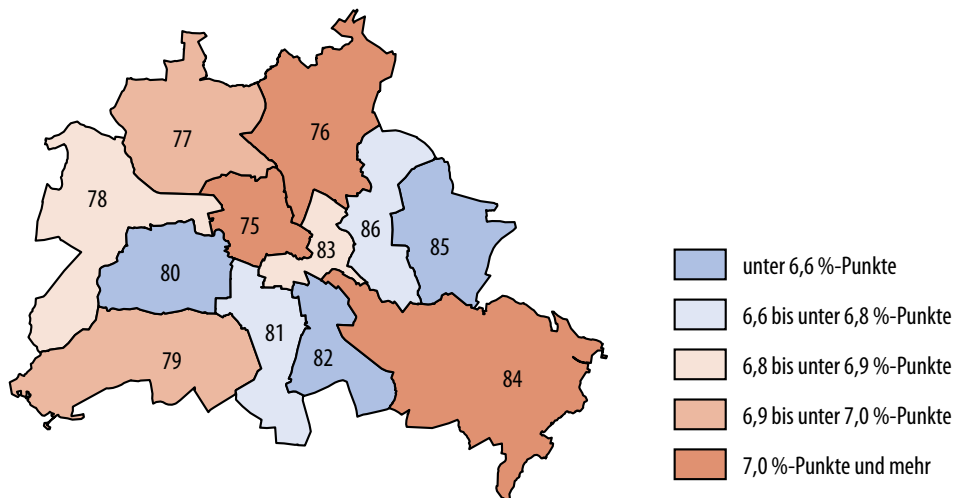 76
77
78
75
86
83
85
80
81
82
79
84
unter 6,6 %-Punkte
6,6 bis unter 6,8 %-Punkte
6,8 bis unter 6,9 %-Punkte
6,9 bis unter 7,0 %-Punkte
7,0 %-Punkte und mehr